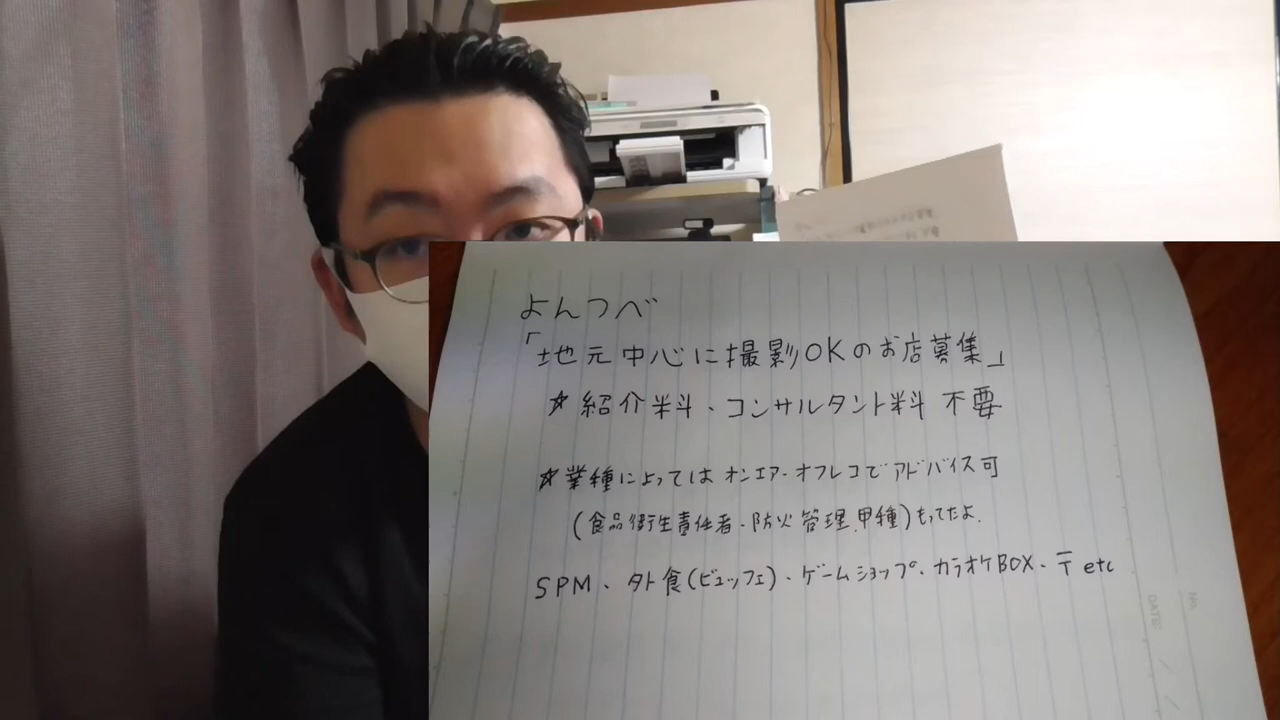 よんつべ
「地元中心に撮影OKのお店募集」
☆紹介料、コンサルタント料 不要
☆業種によってはオンエアー・オフレコでアドバイス可
(食品衛生責任者・防火管理甲種)もってたよ.
SPM、外食(ビュッフェ)、ゲームショップ、カラオケBOX、〒etc
No.
DATE